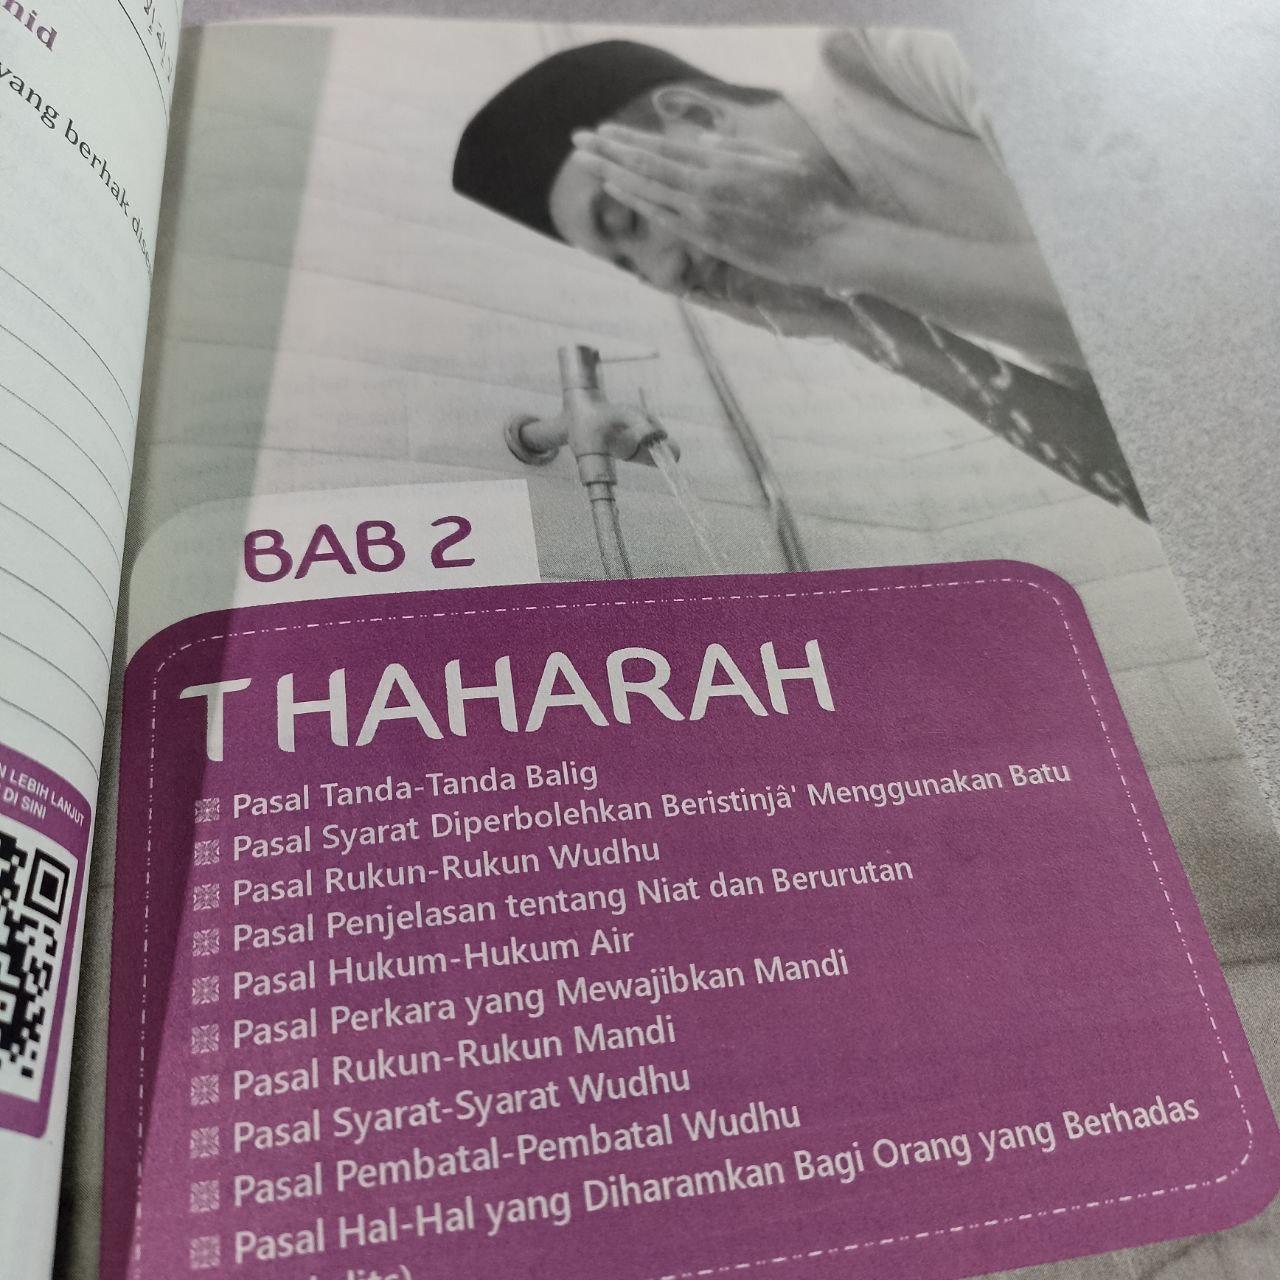 nid
yang berhak
N LEBIH LANJUT
DI SINI
BAB 2
THAHARAH
Pasal Tanda-Tanda Balig
Pasal Syarat Diperbolehkan Beristinjâ' Menggunakan Batu
Pasal Rukun-Rukun Wudhu
Pasal Penjelasan tentang Niat dan Berurutan
Pasal Hukum-Hukum Air
Pasal Perkara yang Mewajibkan Mandi
Pasal Rukun-Rukun Mandi
Pasal Syarat-Syarat Wudhu
Pasal Pembatal-Pembatal Wudhu
Pasal Hal-Hal yang Diharamkan Bagi Orang yang Berhadas